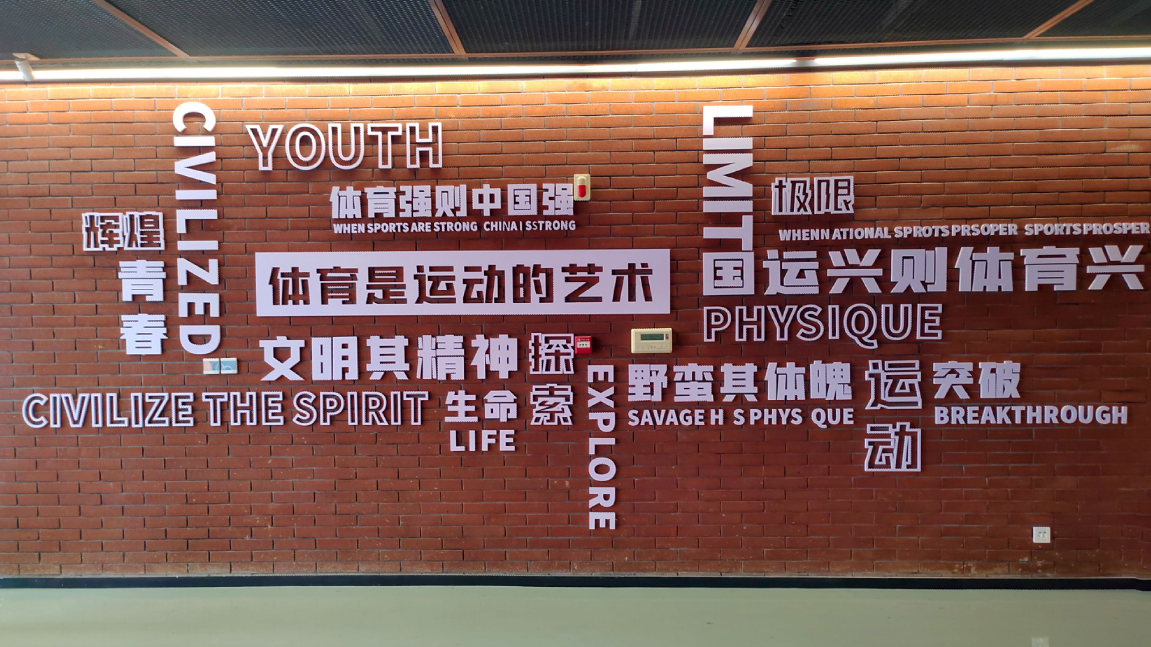 CIVILIZED
YOUTH
体育强则中国强
WHEN SPORTS ARE STRONG CHINA I SSTRONG
辉煌
青春
体育是运动的艺术
文明其精神
探索
CIVILIZE THE SPIRIT
生命
LIFE
EXPLORE
LIMIT
极限
WHENN ATIONAL SPROTS PRSOPER SPORTS PROSPER
国运兴则体育兴
PHYSIQUE
野蛮其体魄
SAVAGE H S PHYS QUE
运动
突破
BREAKTHROUGH